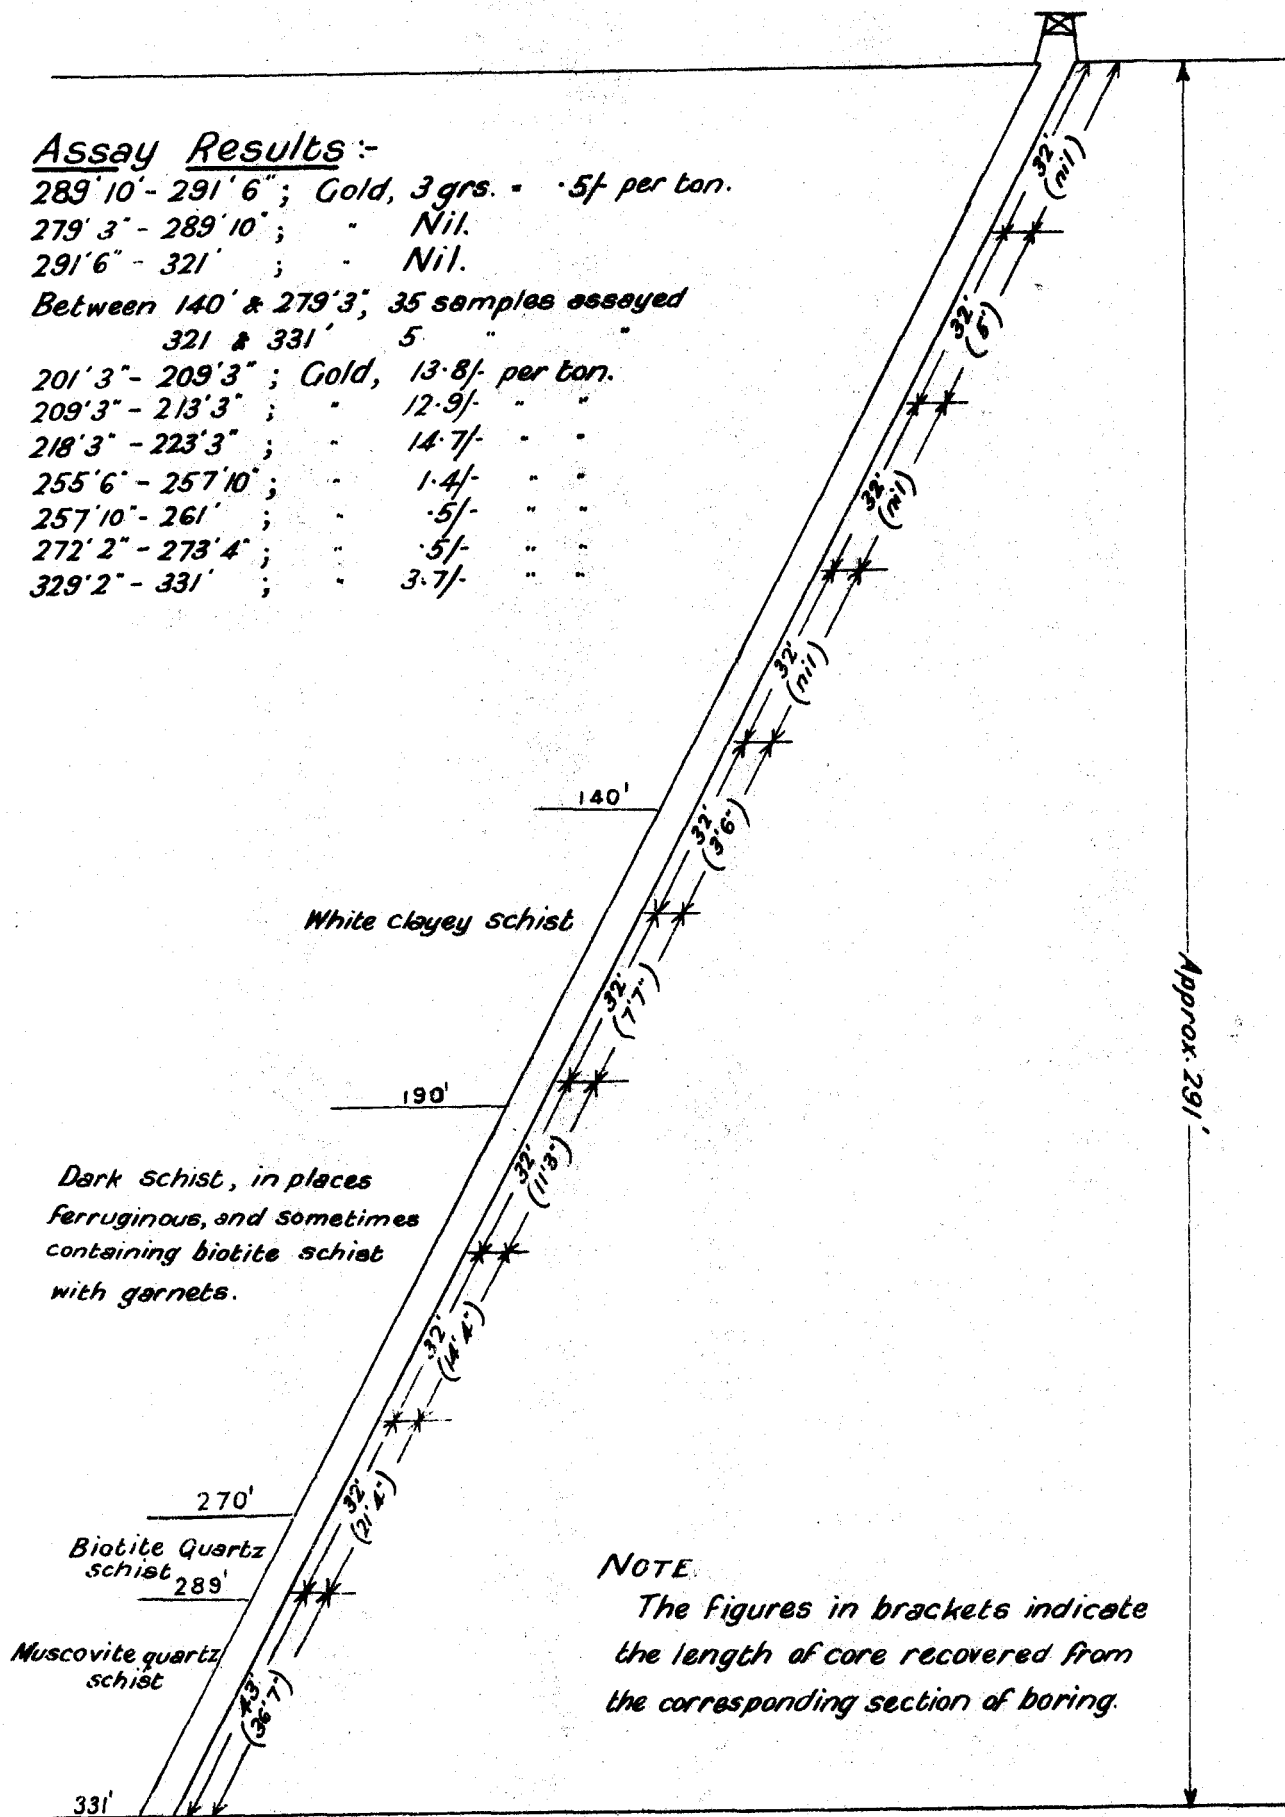 Assay Results :-
289'10' - 291'6" ; Gold, 3 grs. = ·5/- per ton.
279'3" - 289'10" ; " Nil.
291'6" - 321' ; " Nil.
Between 140' & 279'3", 35 samples assayed
321 & 331' 5 " "
201'3" - 209'3" ; Gold, 13·8/- per ton.
209'3" - 213'3" ; " 12·9/- " "
218'3" - 223'3" ; " 14·7/- " "
255'6" - 257'10" ; " 1·4/- " "
257'10" - 261' ; " ·5/- " "
272'2" - 273'4" ; " ·5/- " "
329'2" - 331' ; " 3·7/- " "
32'
(nil)
32'
32'
(nil)
32'
(nil)
140'
32'
(3'6")
White clayey schist
32'
(7'7")
Approx. 291'
190'
32'
(11'3")
Dark schist, in places
ferruginous, and sometimes
containing biotite schist
with garnets.
32'
(14'4")
270'
32'
(21'4")
Biotite Quartz
schist
289'
Muscovite quartz
schist
43'
(36'7")
331'
NOTE.
The figures in brackets indicate
the length of core recovered from
the corresponding section of boring.